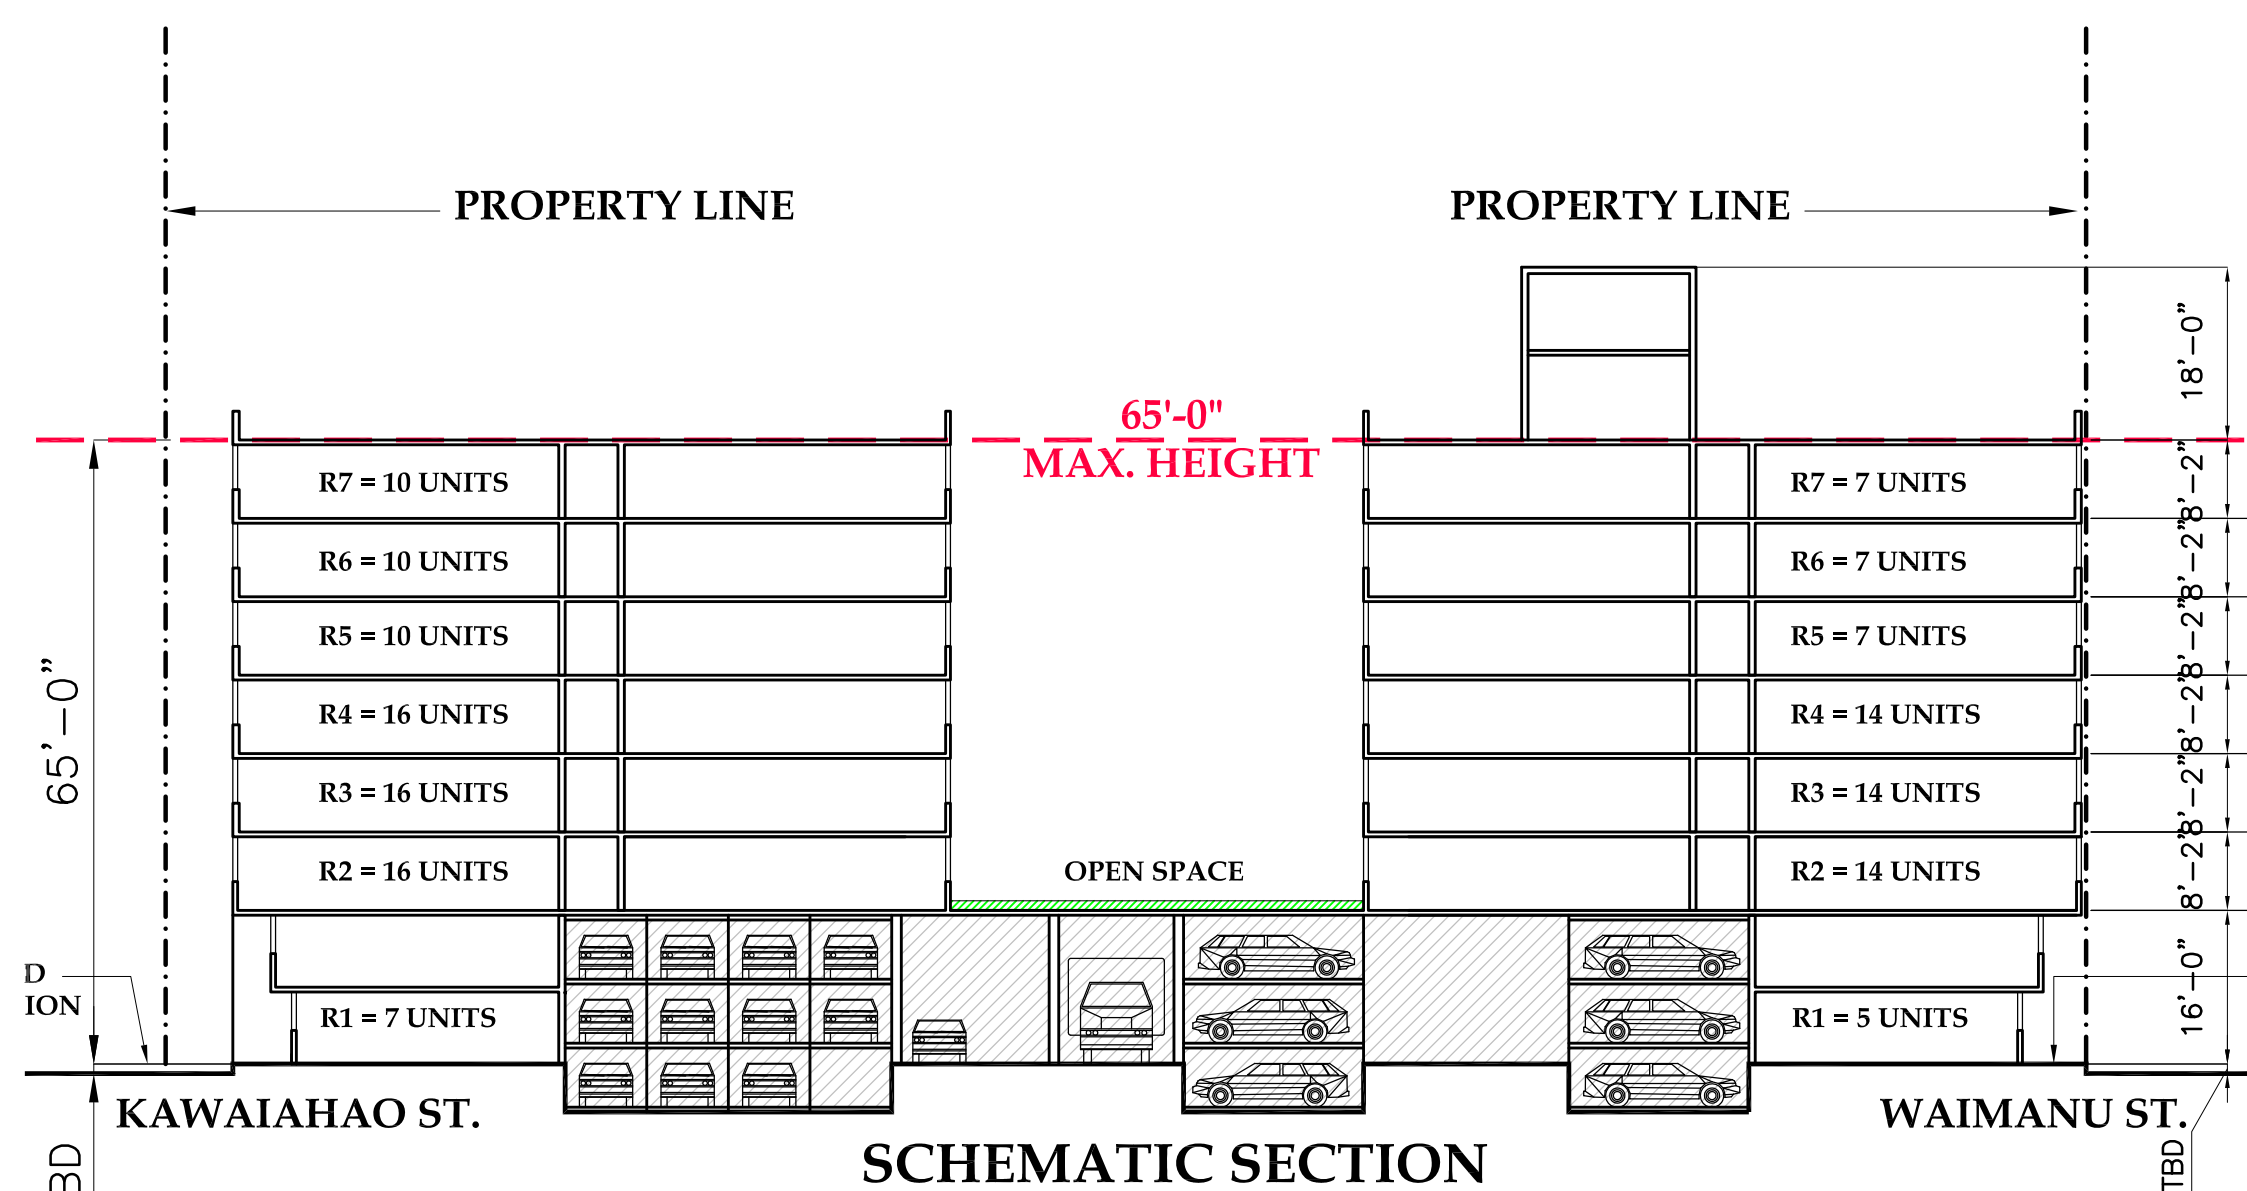 PROPERTY LINE
PROPERTY LINE
18'-0"
65'-0"
MAX. HEIGHT
R7 = 10 UNITS
R7 = 7 UNITS
8'-2"
R6 = 10 UNITS
R6 = 7 UNITS
8'-2"
R5 = 10 UNITS
R5 = 7 UNITS
8'-2"
65'-0"
R4 = 16 UNITS
R4 = 14 UNITS
8'-2"
R3 = 16 UNITS
R3 = 14 UNITS
8'-2"
R2 = 16 UNITS
OPEN SPACE
R2 = 14 UNITS
8'-2"
D
ION
R1 = 7 UNITS
R1 = 5 UNITS
16'-0"
KAWAIAHAO ST.
WAIMANU ST.
BD
SCHEMATIC SECTION
TBD